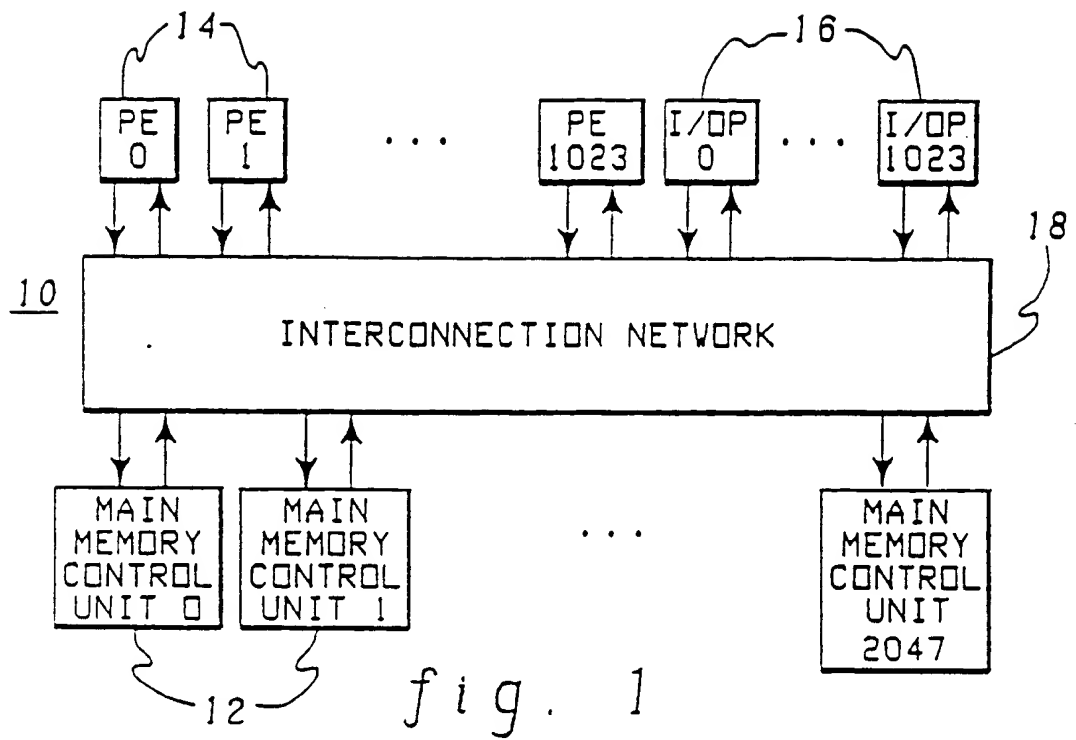 14
16
PE
0
PE
1
...
PE
1023
I/OP
0
...
I/OP
1023
18
10
INTERCONNECTION NETWORK
MAIN
MEMORY
CONTROL
UNIT 0
MAIN
MEMORY
CONTROL
UNIT 1
...
MAIN
MEMORY
CONTROL
UNIT
2047
12
fig. 1